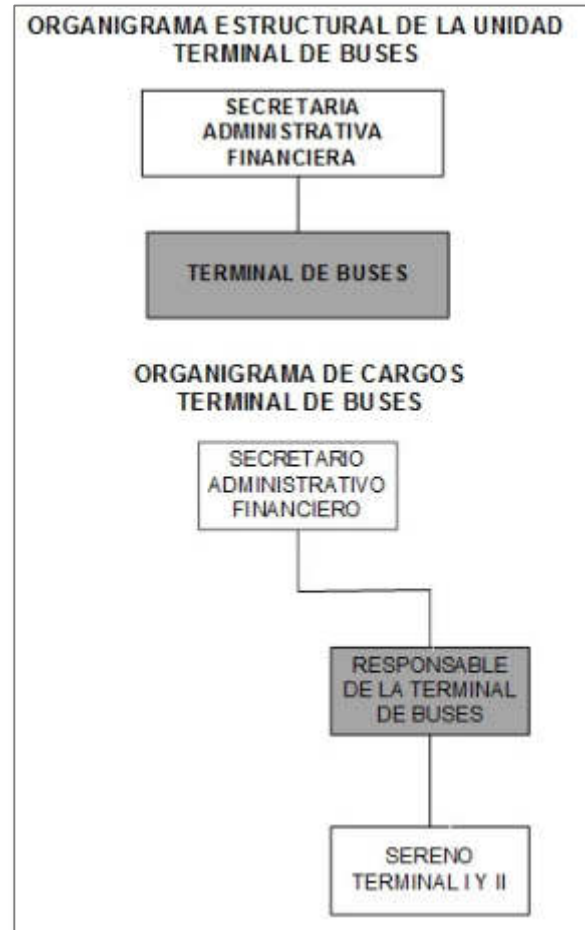 ORGANIGRAMA ESTRUCTURAL DE LA UNIDAD
TERMINAL DE BUSES
SECRETARIA
ADMINISTRATIVA
FINANCIERA
TERMINAL DE BUSES
ORGANIGRAMA DE CARGOS
TERMINAL DE BUSES
SECRETARIO
ADMINISTRATIVO
FINANCIERO
RESPONSABLE
DE LA TERMINAL
DE BUSES
SERENO
TERMINAL I Y II